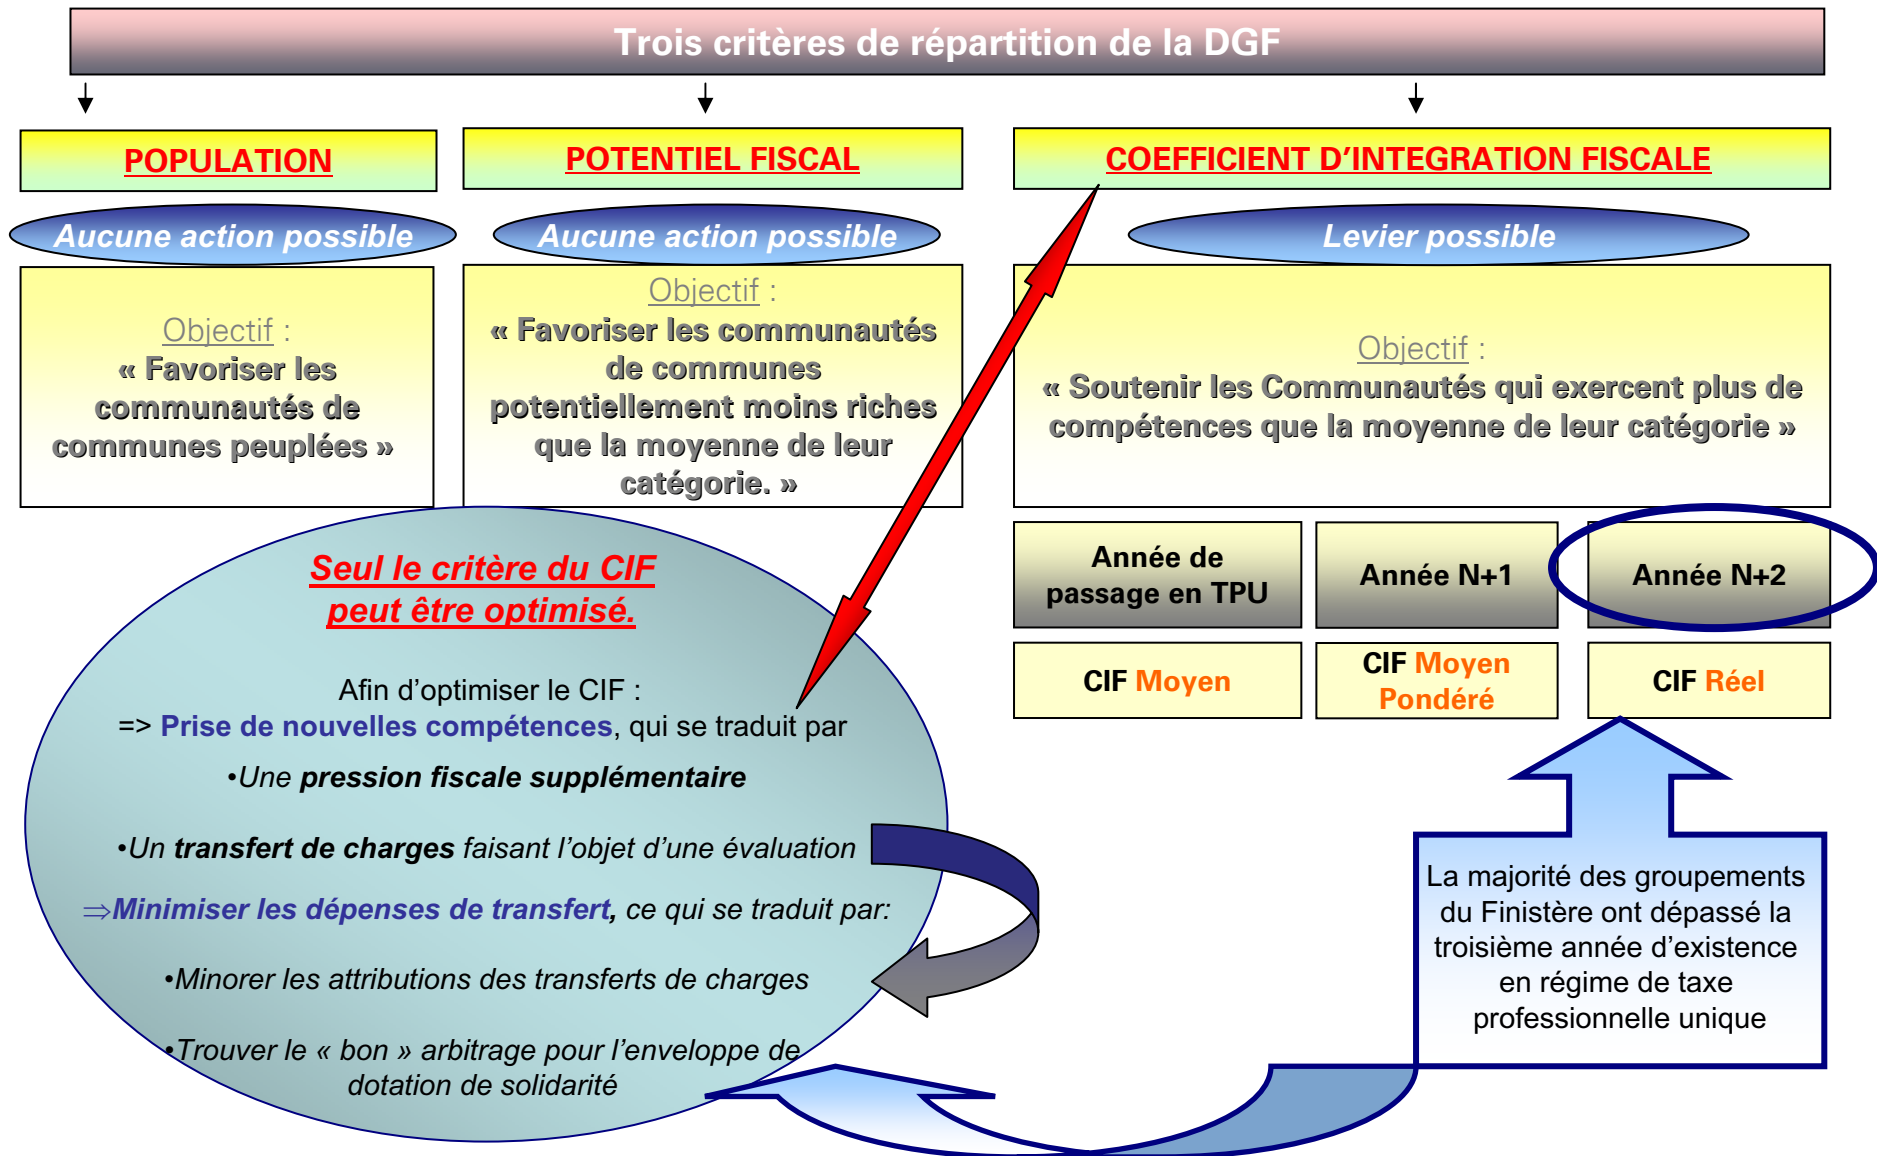 Trois critères de répartition de la DGF
POPULATION
Aucune action possible
Objectif :
« Favoriser les
communautés de
communes peuplées »
POTENTIEL FISCAL
Aucune action possible
Objectif :
« Favoriser les communautés
de communes
potentiellement moins riches
que la moyenne de leur
catégorie. »
COEFFICIENT D’INTEGRATION FISCALE
Levier possible
Objectif :
« Soutenir les Communautés qui exercent plus de
compétences que la moyenne de leur catégorie »
Année de
passage en TPU
Année N+1
Année N+2
CIF Moyen
CIF Moyen
Pondéré
CIF Réel
Seul le critère du CIF
peut être optimisé.
Afin d’optimiser le CIF :
=> Prise de nouvelles compétences, qui se traduit par
•Une pression fiscale supplémentaire
•Un transfert de charges faisant l’objet d’une évaluation
⇒Minimiser les dépenses de transfert, ce qui se traduit par:
•Minorer les attributions des transferts de charges
•Trouver le « bon » arbitrage pour l’enveloppe de
dotation de solidarité
La majorité des groupements
du Finistère ont dépassé la
troisième année d’existence
en régime de taxe
professionnelle unique